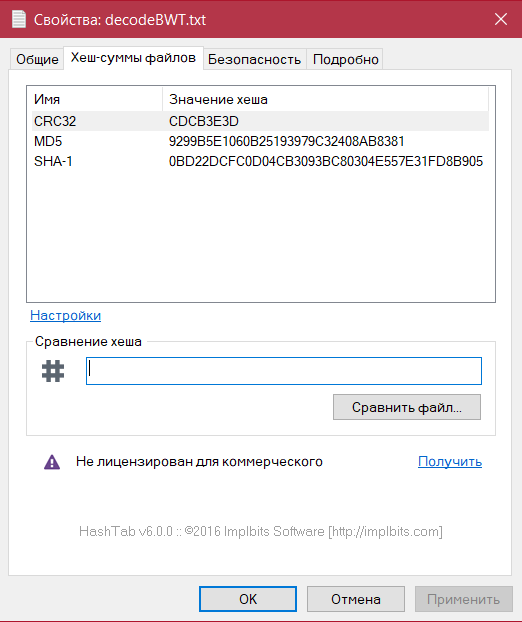 Свойства: decodeBWT.txt
Общие Хеш-суммы файлов Безопасность Подробно
Имя Значение хеша
CRC32 CDCB3E3D
MD5 9299B5E1060B25193979C32408AB8381
SHA-1 0BD22DCFC0D04CB3093BC80304E557E31FD8B905
Настройки
Сравнение хеша
Сравнить файл...
Не лицензирован для коммерческого Получить
HashTab v6.0.0 :: ©2016 Implbits Software [http://implbits.com]
ОК Отмена Применить